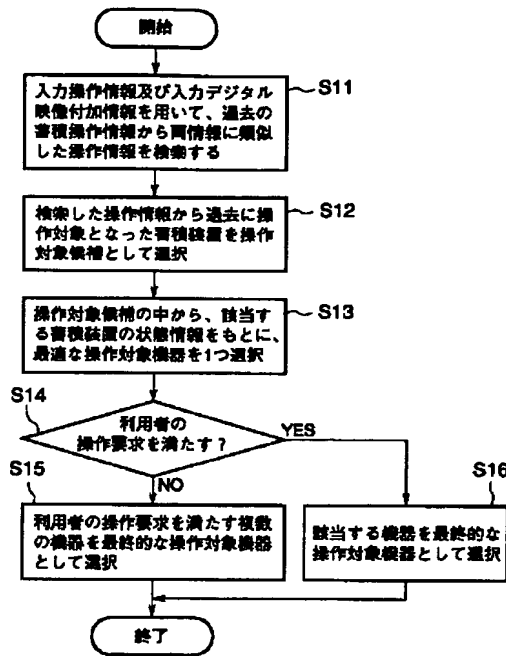 開始
S11
入力操作情報及び入力デジタル
映像付加情報を用いて、過去の
蓄積操作情報から両情報に類似
した操作情報を検索する
S12
検索した操作情報から過去に操
作対象となった蓄積装置を操作
対象候補として選択
S13
操作対象候補の中から、該当す
る蓄積装置の状態情報をもとに、
最適な操作対象機器を1つ選択
S14
利用者の
操作要求を満たす？
YES
NO
S15
利用者の操作要求を満たす複数
の機器を最終的な操作対象機器
として選択
S16
該当する機器を最終的な
操作対象機器として選択
終了